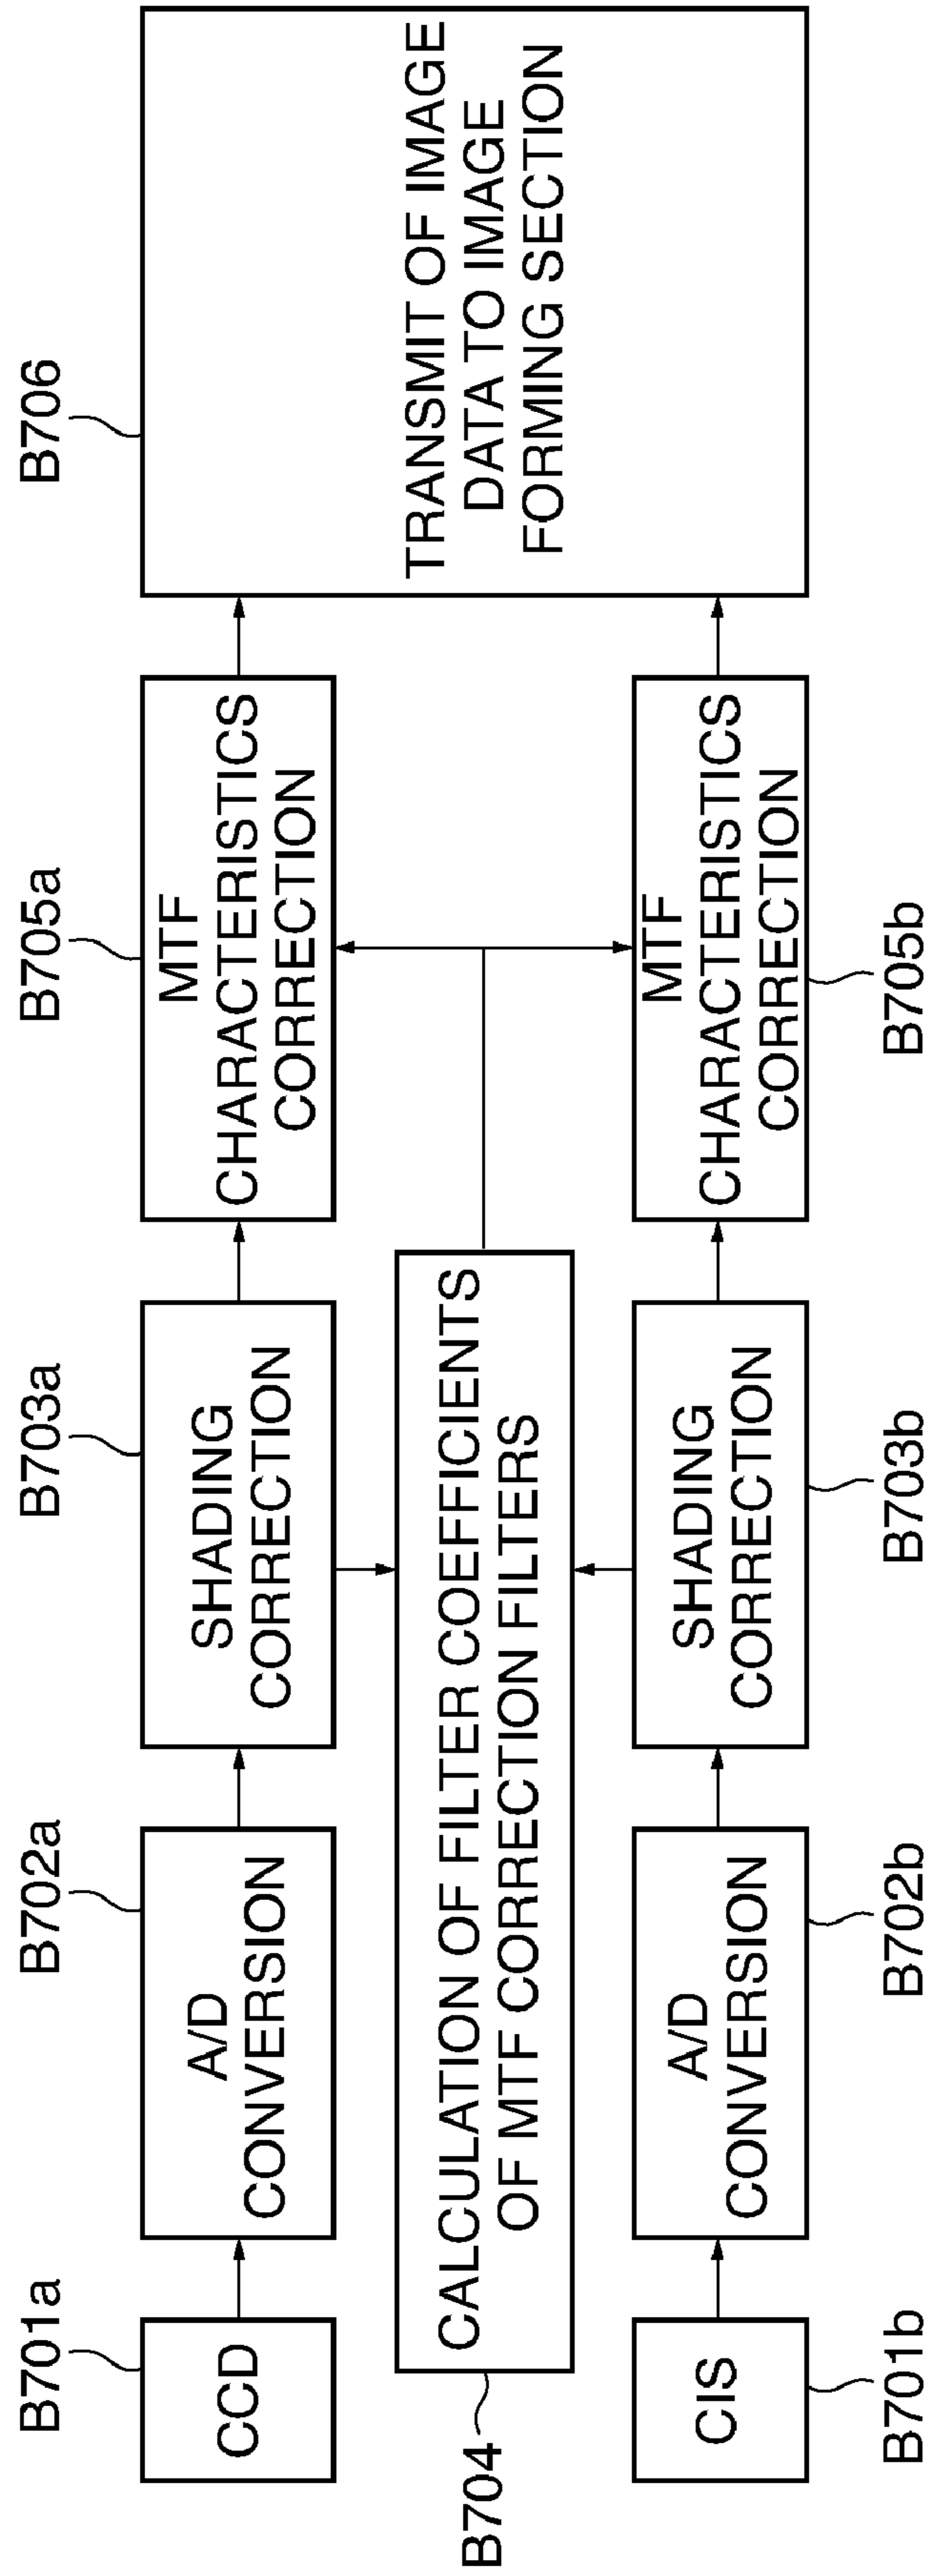 B701a
CCD
B702a
A/D
CONVERSION
B703a
SHADING
CORRECTION
B705a
MTF
CHARACTERISTICS
CORRECTION
B706
TRANSMIT OF IMAGE
DATA TO IMAGE
FORMING SECTION
B704
CALCULATION OF FILTER COEFFICIENTS
OF MTF CORRECTION FILTERS
CIS
B701b
A/D
CONVERSION
B702b
SHADING
CORRECTION
B703b
MTF
CHARACTERISTICS
CORRECTION
B705b